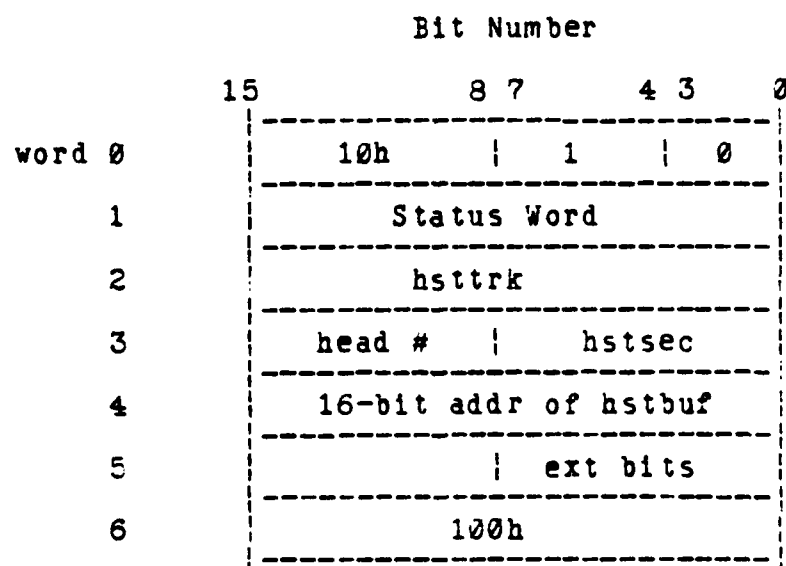 Bit Number
15 8 7 4 3 0
word 0 10h 1 0
1 Status Word
2 hsttrk
3 head # hstsec
4 16-bit addr of hstbuf
5 ext bits
6 100h